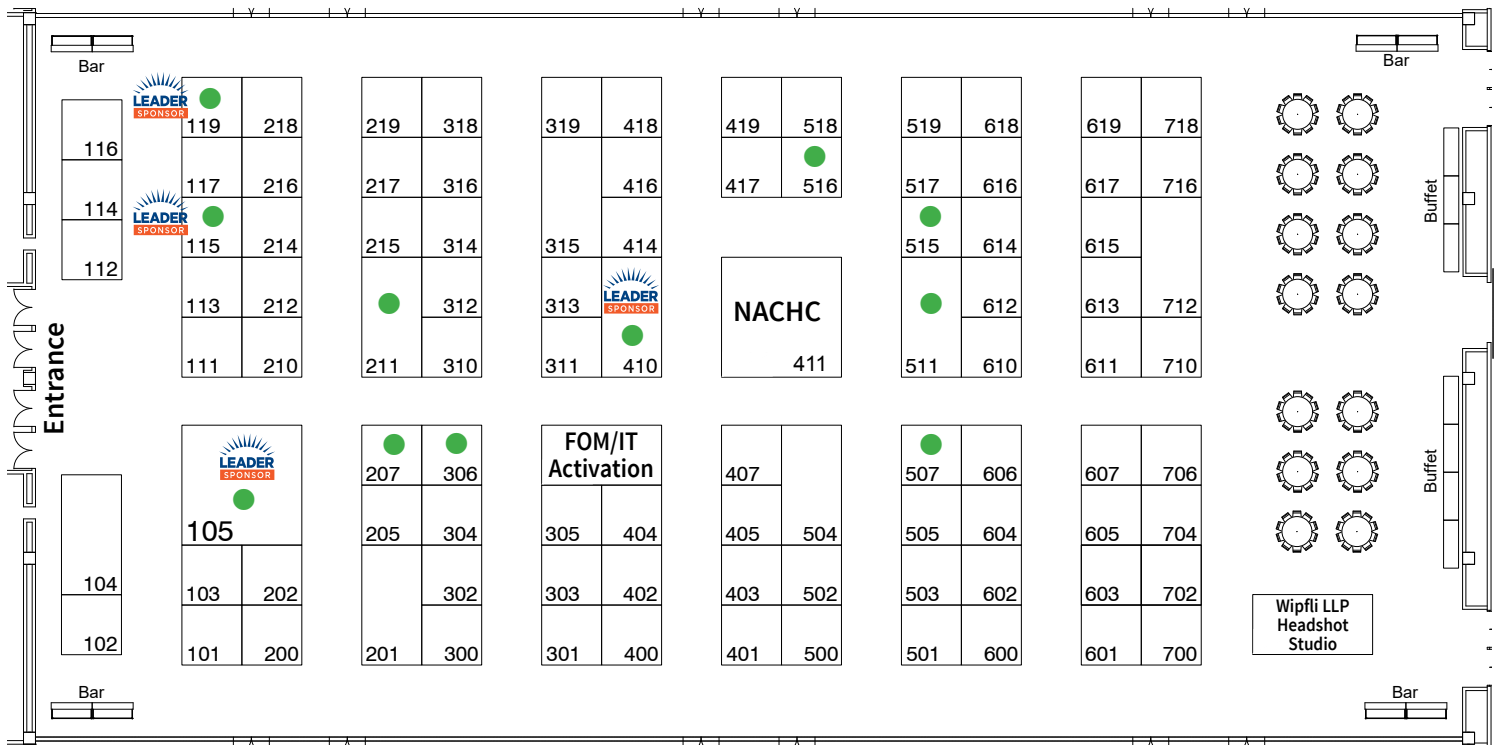 Bar
Bar
LEADER
SPONSOR
119 218 219 318 319 418 419 518 519 618 619 718
116
117 216 217 316 416 417 516 517 616 617 716
LEADER
SPONSOR
114
115 214 215 314 315 414 515 614 615
Buffet
112
LEADER
SPONSOR
113 212 312 313 NACHC 612 613 712
111 210 211 310 311 410 411 511 610 611 710
Entrance
LEADER
SPONSOR
FOM/IT
Activation
207 306 407 507 606 607 706
Buffet
105 205 304 305 404 405 504 505 604 605 704
104
103 202 302 303 402 403 502 503 602 603 702
Wipfli LLP
Headshot
Studio
102
101 200 201 300 301 400 401 500 501 600 601 700
Bar
Bar